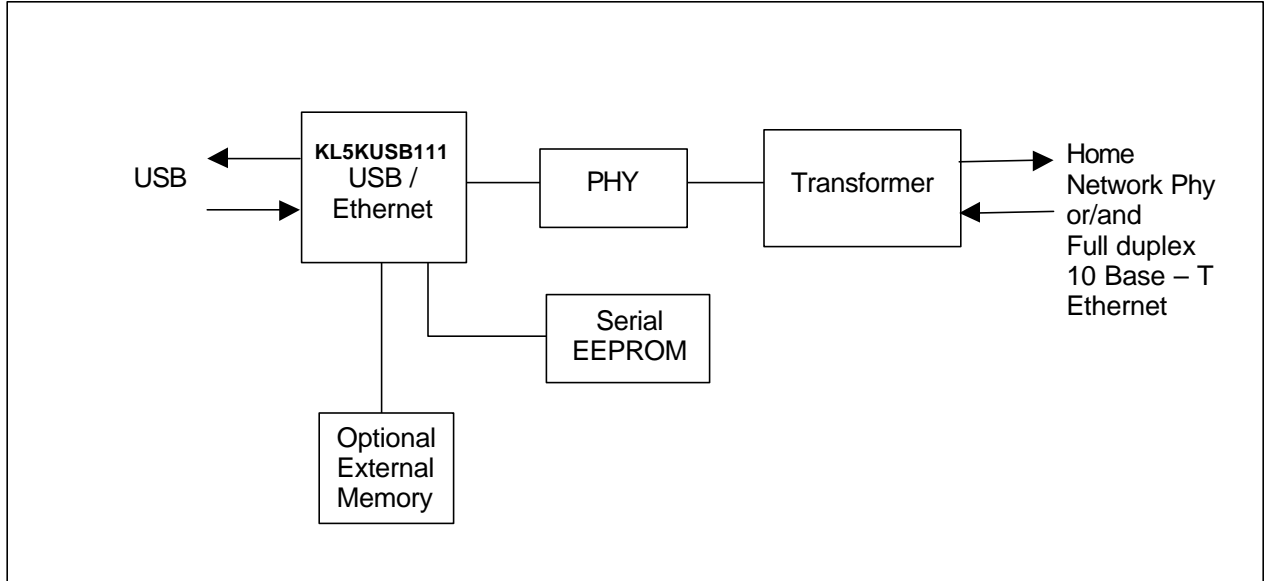 USB
KL5KUSB111
USB /
Ethernet
PHY
Transformer
Home
Network Phy
or/and
Full duplex
10 Base – T
Ethernet
Serial
EEPROM
Optional
External
Memory